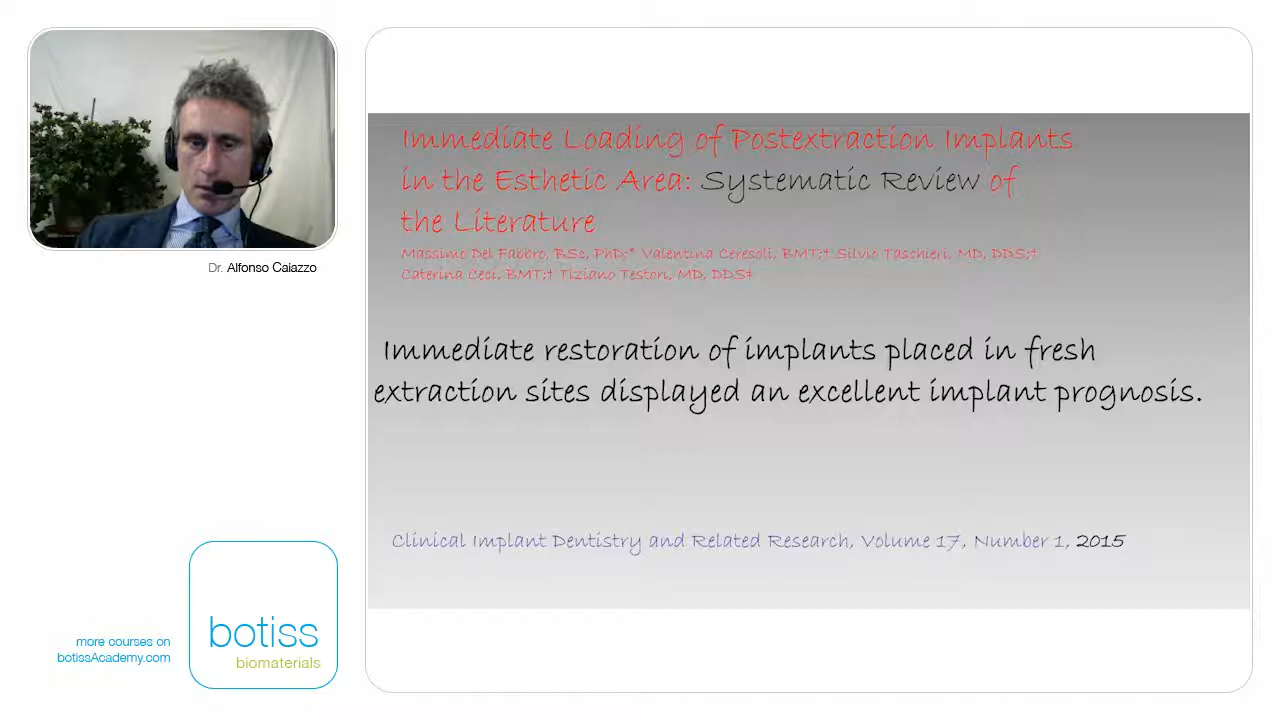 Dr. Alfonso Caiazzo
Immediate Loading of Postextraction Implants
in the Esthetic Area: Systematic Review of
the Literature
Massimo Del Fabbro, BSc, PhD;* Valentina Ceresoli, BMT;† Silvio Taschieri, MD, DDS;†
Caterina Ceci, BMT;† Tiziano Testori, MD, DDS‡
Immediate restoration of implants placed in fresh
extraction sites displayed an excellent implant prognosis.
Clinical Implant Dentistry and Related Research, Volume 17, Number 1, 2015
more courses on
botissAcademy.com
botiss
biomaterials